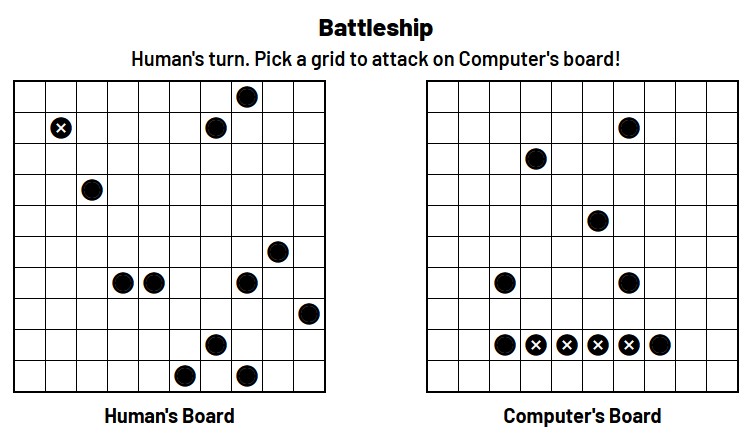 Battleship
Human's turn. Pick a grid to attack on Computer's board!
Human's Board
Computer's Board